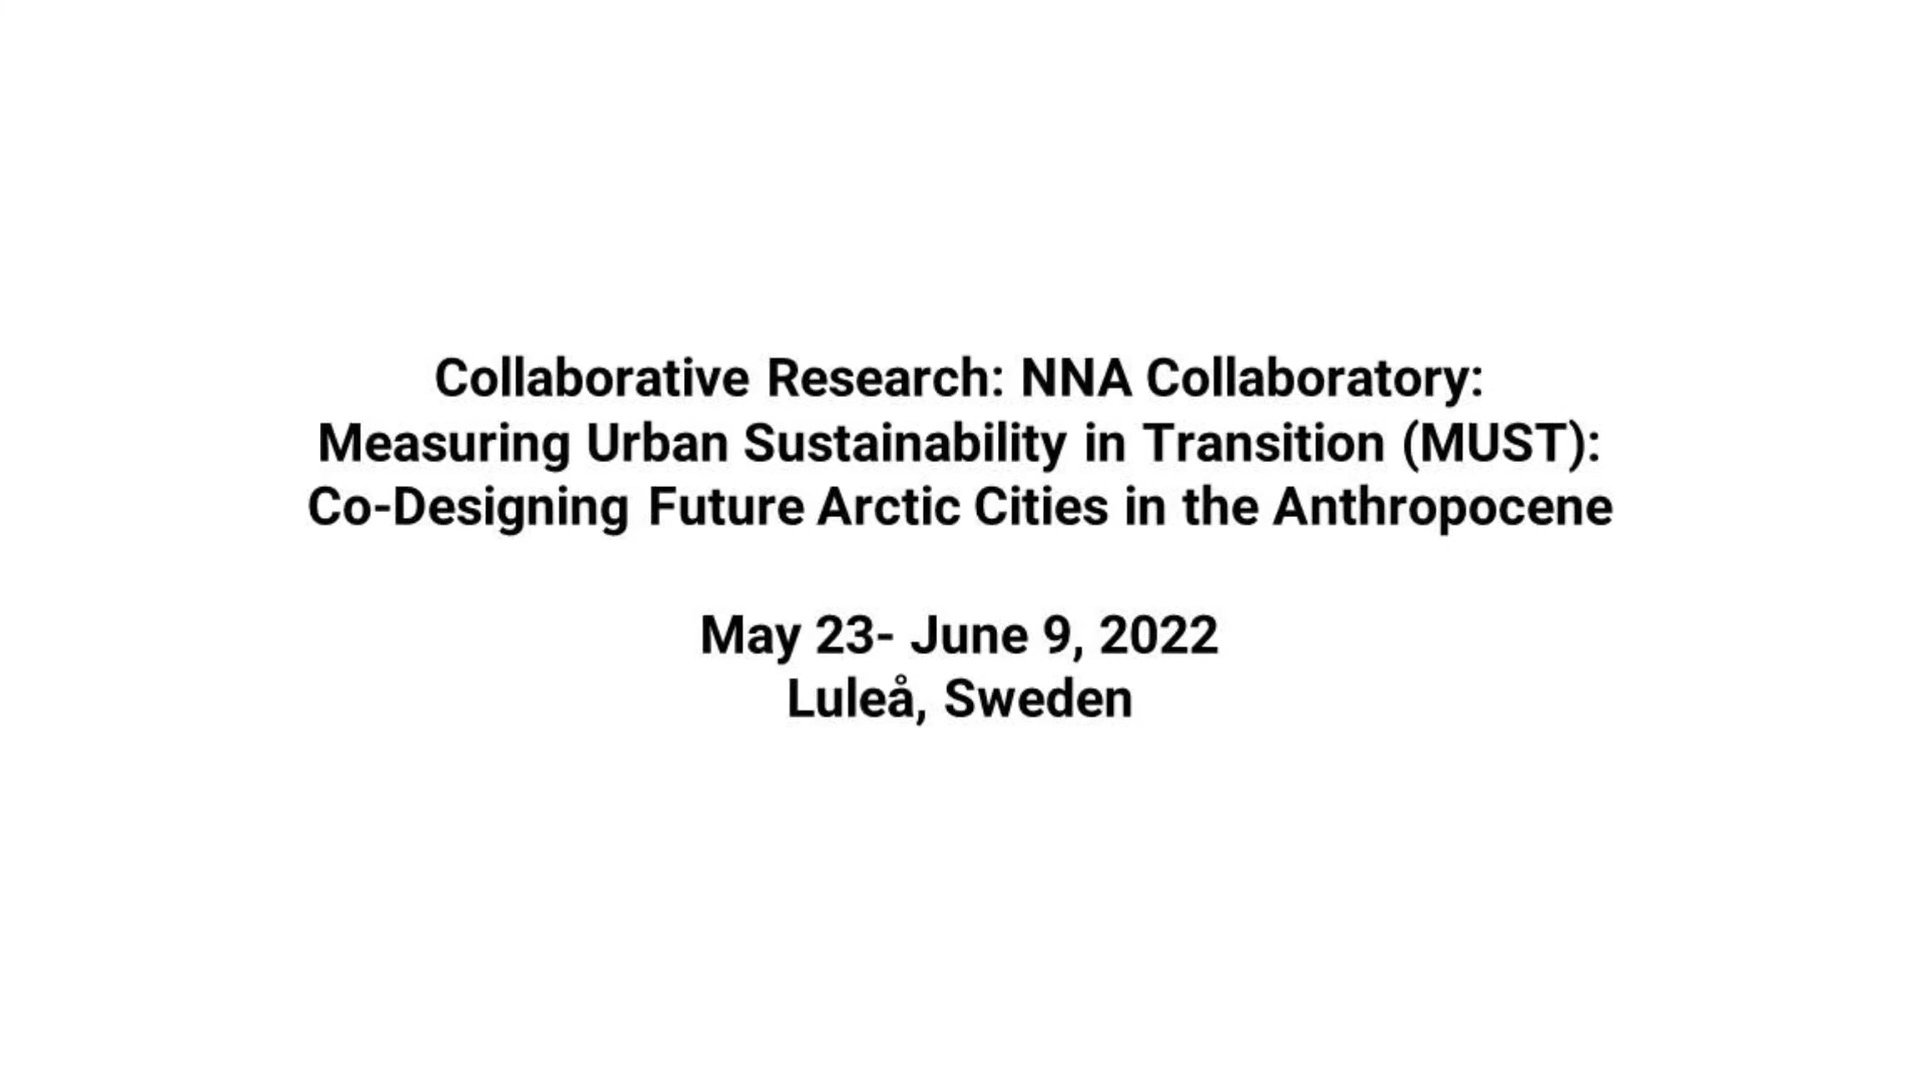 Collaborative Research: NNA Collaboratory:
Measuring Urban Sustainability in Transition (MUST):
Co-Designing Future Arctic Cities in the Anthropocene
May 23- June 9, 2022
Luleå, Sweden